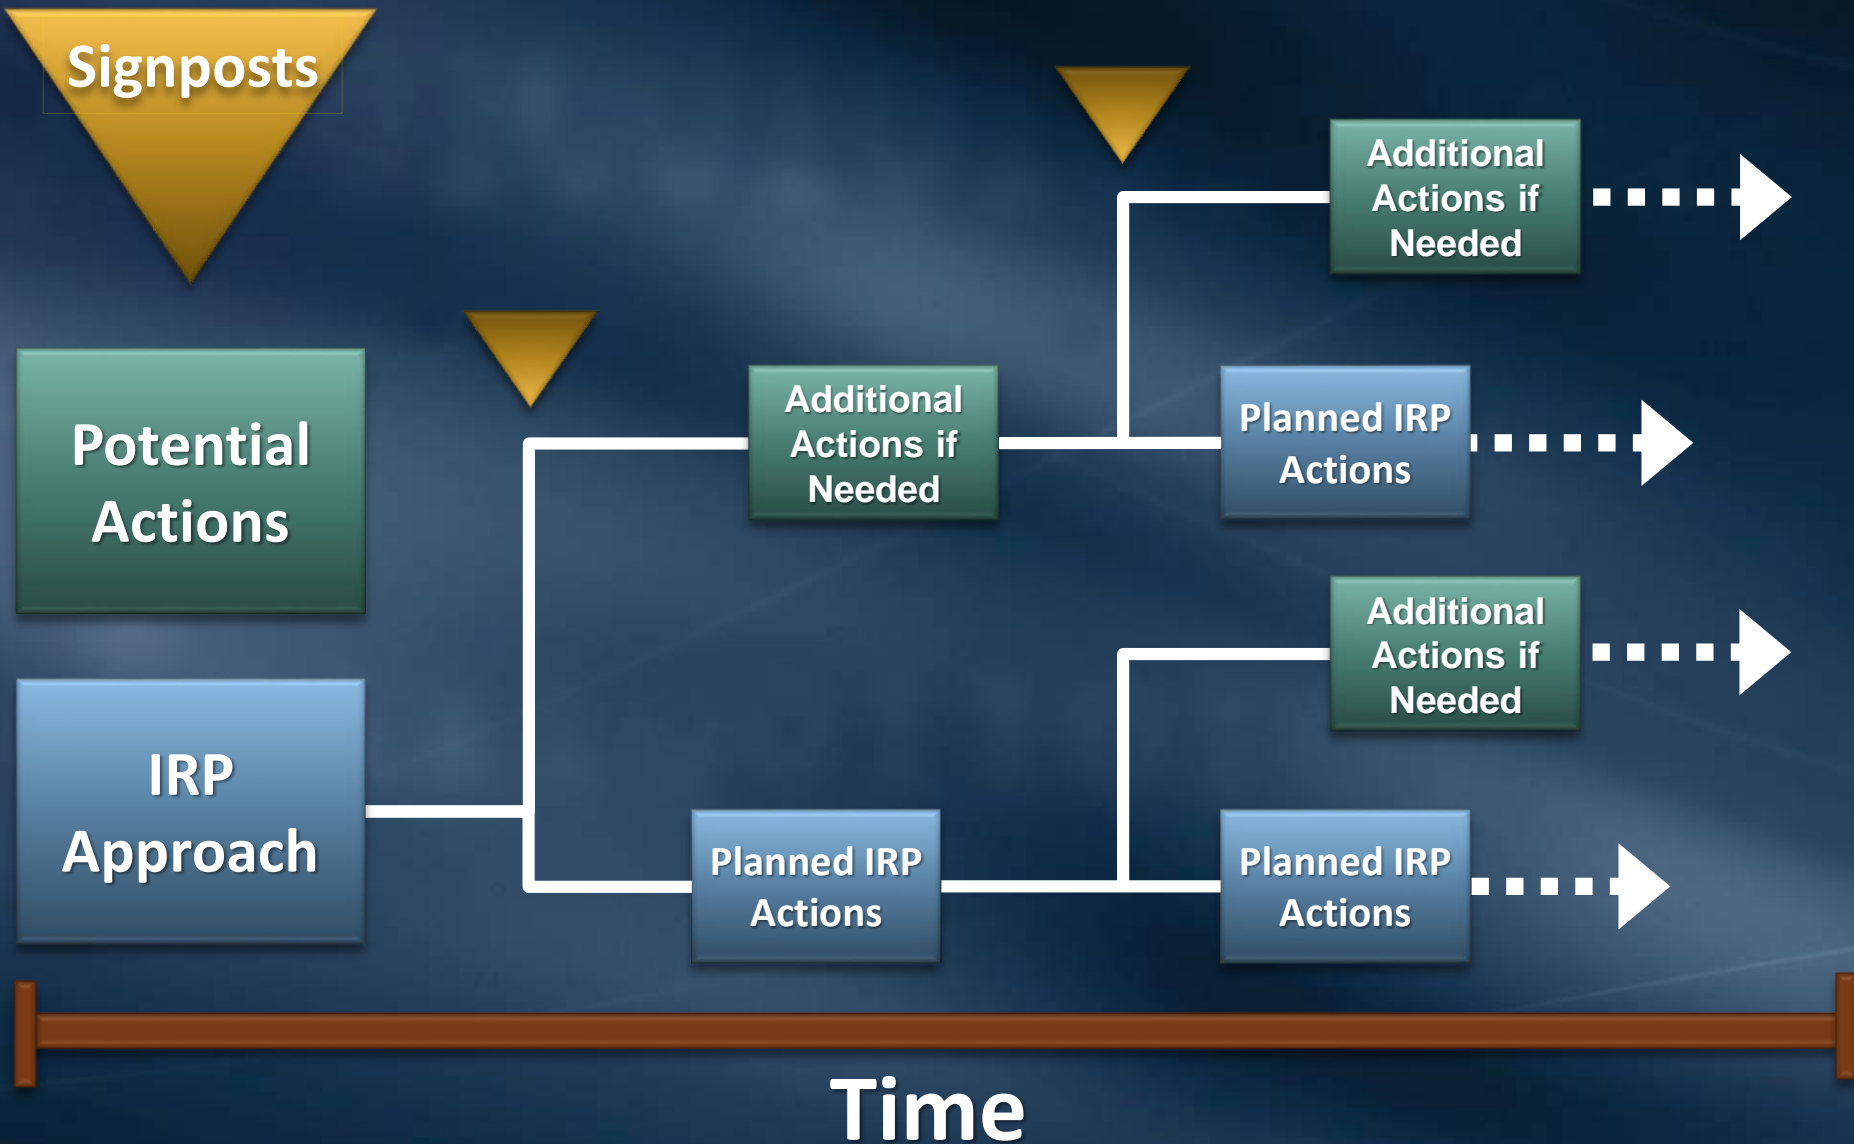 Signposts
Additional
Actions if
Needed
Potential
Actions
Additional
Actions if
Needed
Planned IRP
Actions
Additional
Actions if
Needed
IRP
Approach
Planned IRP
Actions
Planned IRP
Actions
Time